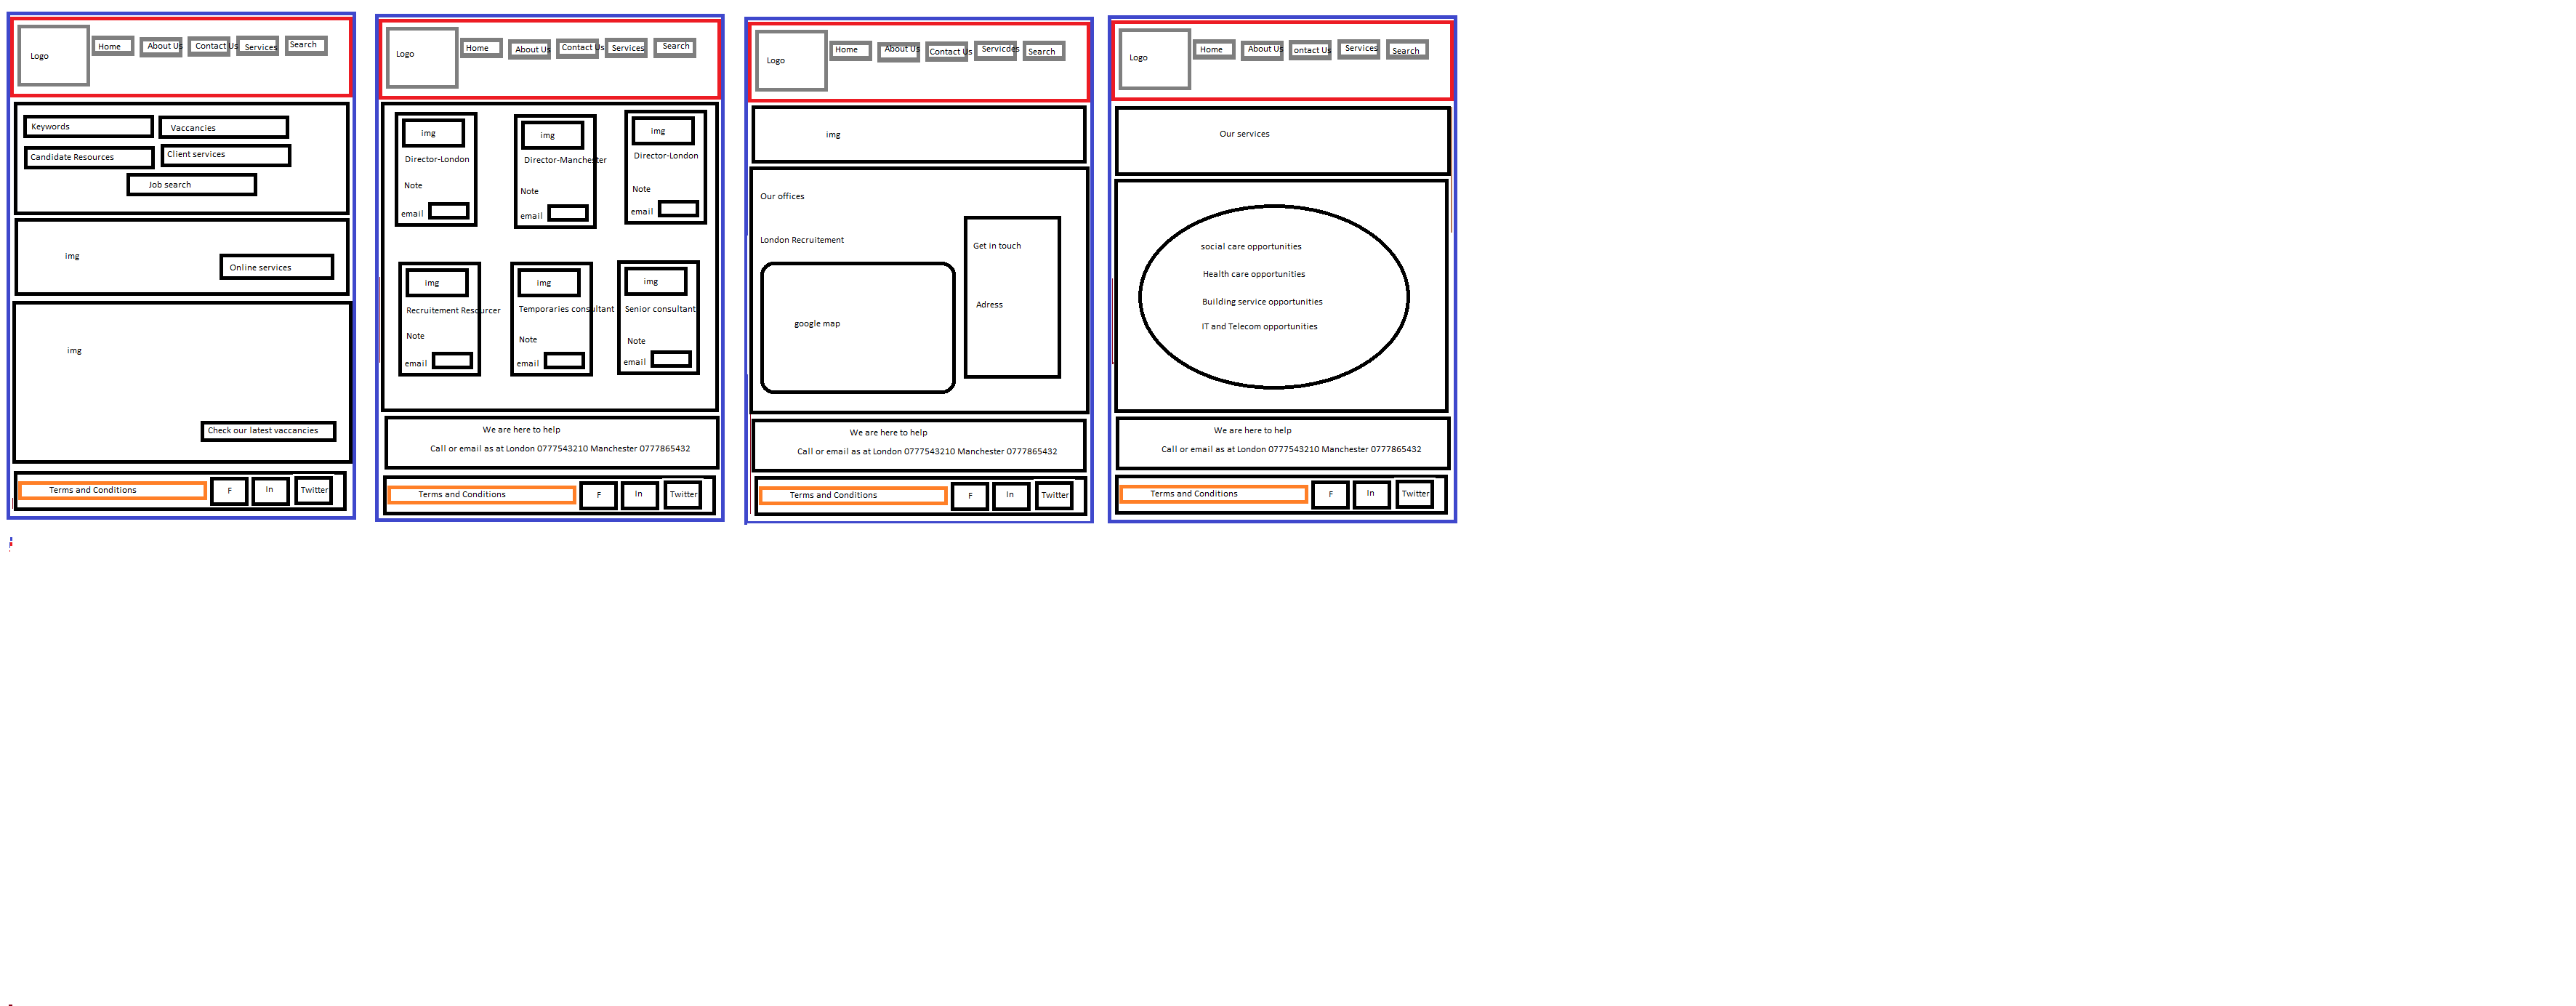 Logo
Home
About Us
Contact Us
Services
Search
Keywords
Vaccancies
Candidate Resources
Client services
Job search
img
Online services
img
Check our latest vaccancies
Terms and Conditions
F
In
Twitter
Logo
Home
About Us
Contact Us
Services
Search
img
img
img
Director-London
Director-Manchester
Director-London
Note
Note
Note
email
email
email
img
img
img
Recruitement Resourcer
Temporaries consultant
Senior consultant
Note
Note
Note
email
email
email
We are here to help
Call or email as at London 0777543210 Manchester 0777865432
Terms and Conditions
F
In
Twitter
Logo
Home
About Us
Contact Us
Servicdes
Search
img
Our offices
London Recruitement
google map
Get in touch
Adress
We are here to help
Call or email as at London 0777543210 Manchester 0777865432
Terms and Conditions
F
In
Twitter
Logo
Home
About Us
ontact Us
Services
Search
Our services
social care opportunities
Health care opportunities
Building service opportunities
IT and Telecom opportunities
We are here to help
Call or email as at London 0777543210 Manchester 0777865432
Terms and Conditions
F
In
Twitter